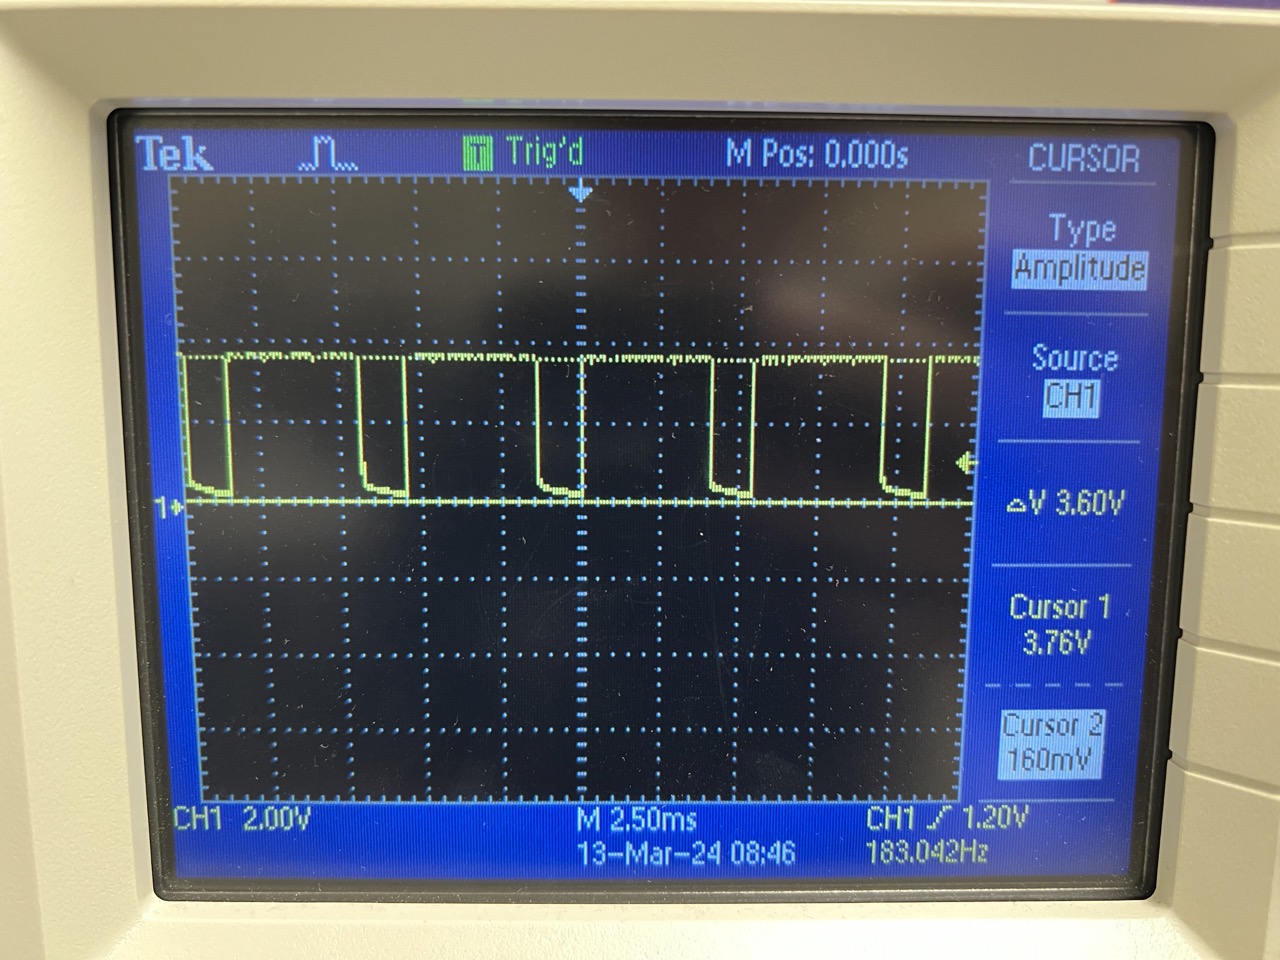 Tek
T Trig'd
M Pos: 0.000s
CURSOR
Type
Amplitude
Source
CH1
△V 3.60V
Cursor 1
3.76V
Cursor 2
160mV
1
CH1 2.00V
M 2.50ms
CH1 1.20V
13-Mar-24 08:46
183.042Hz